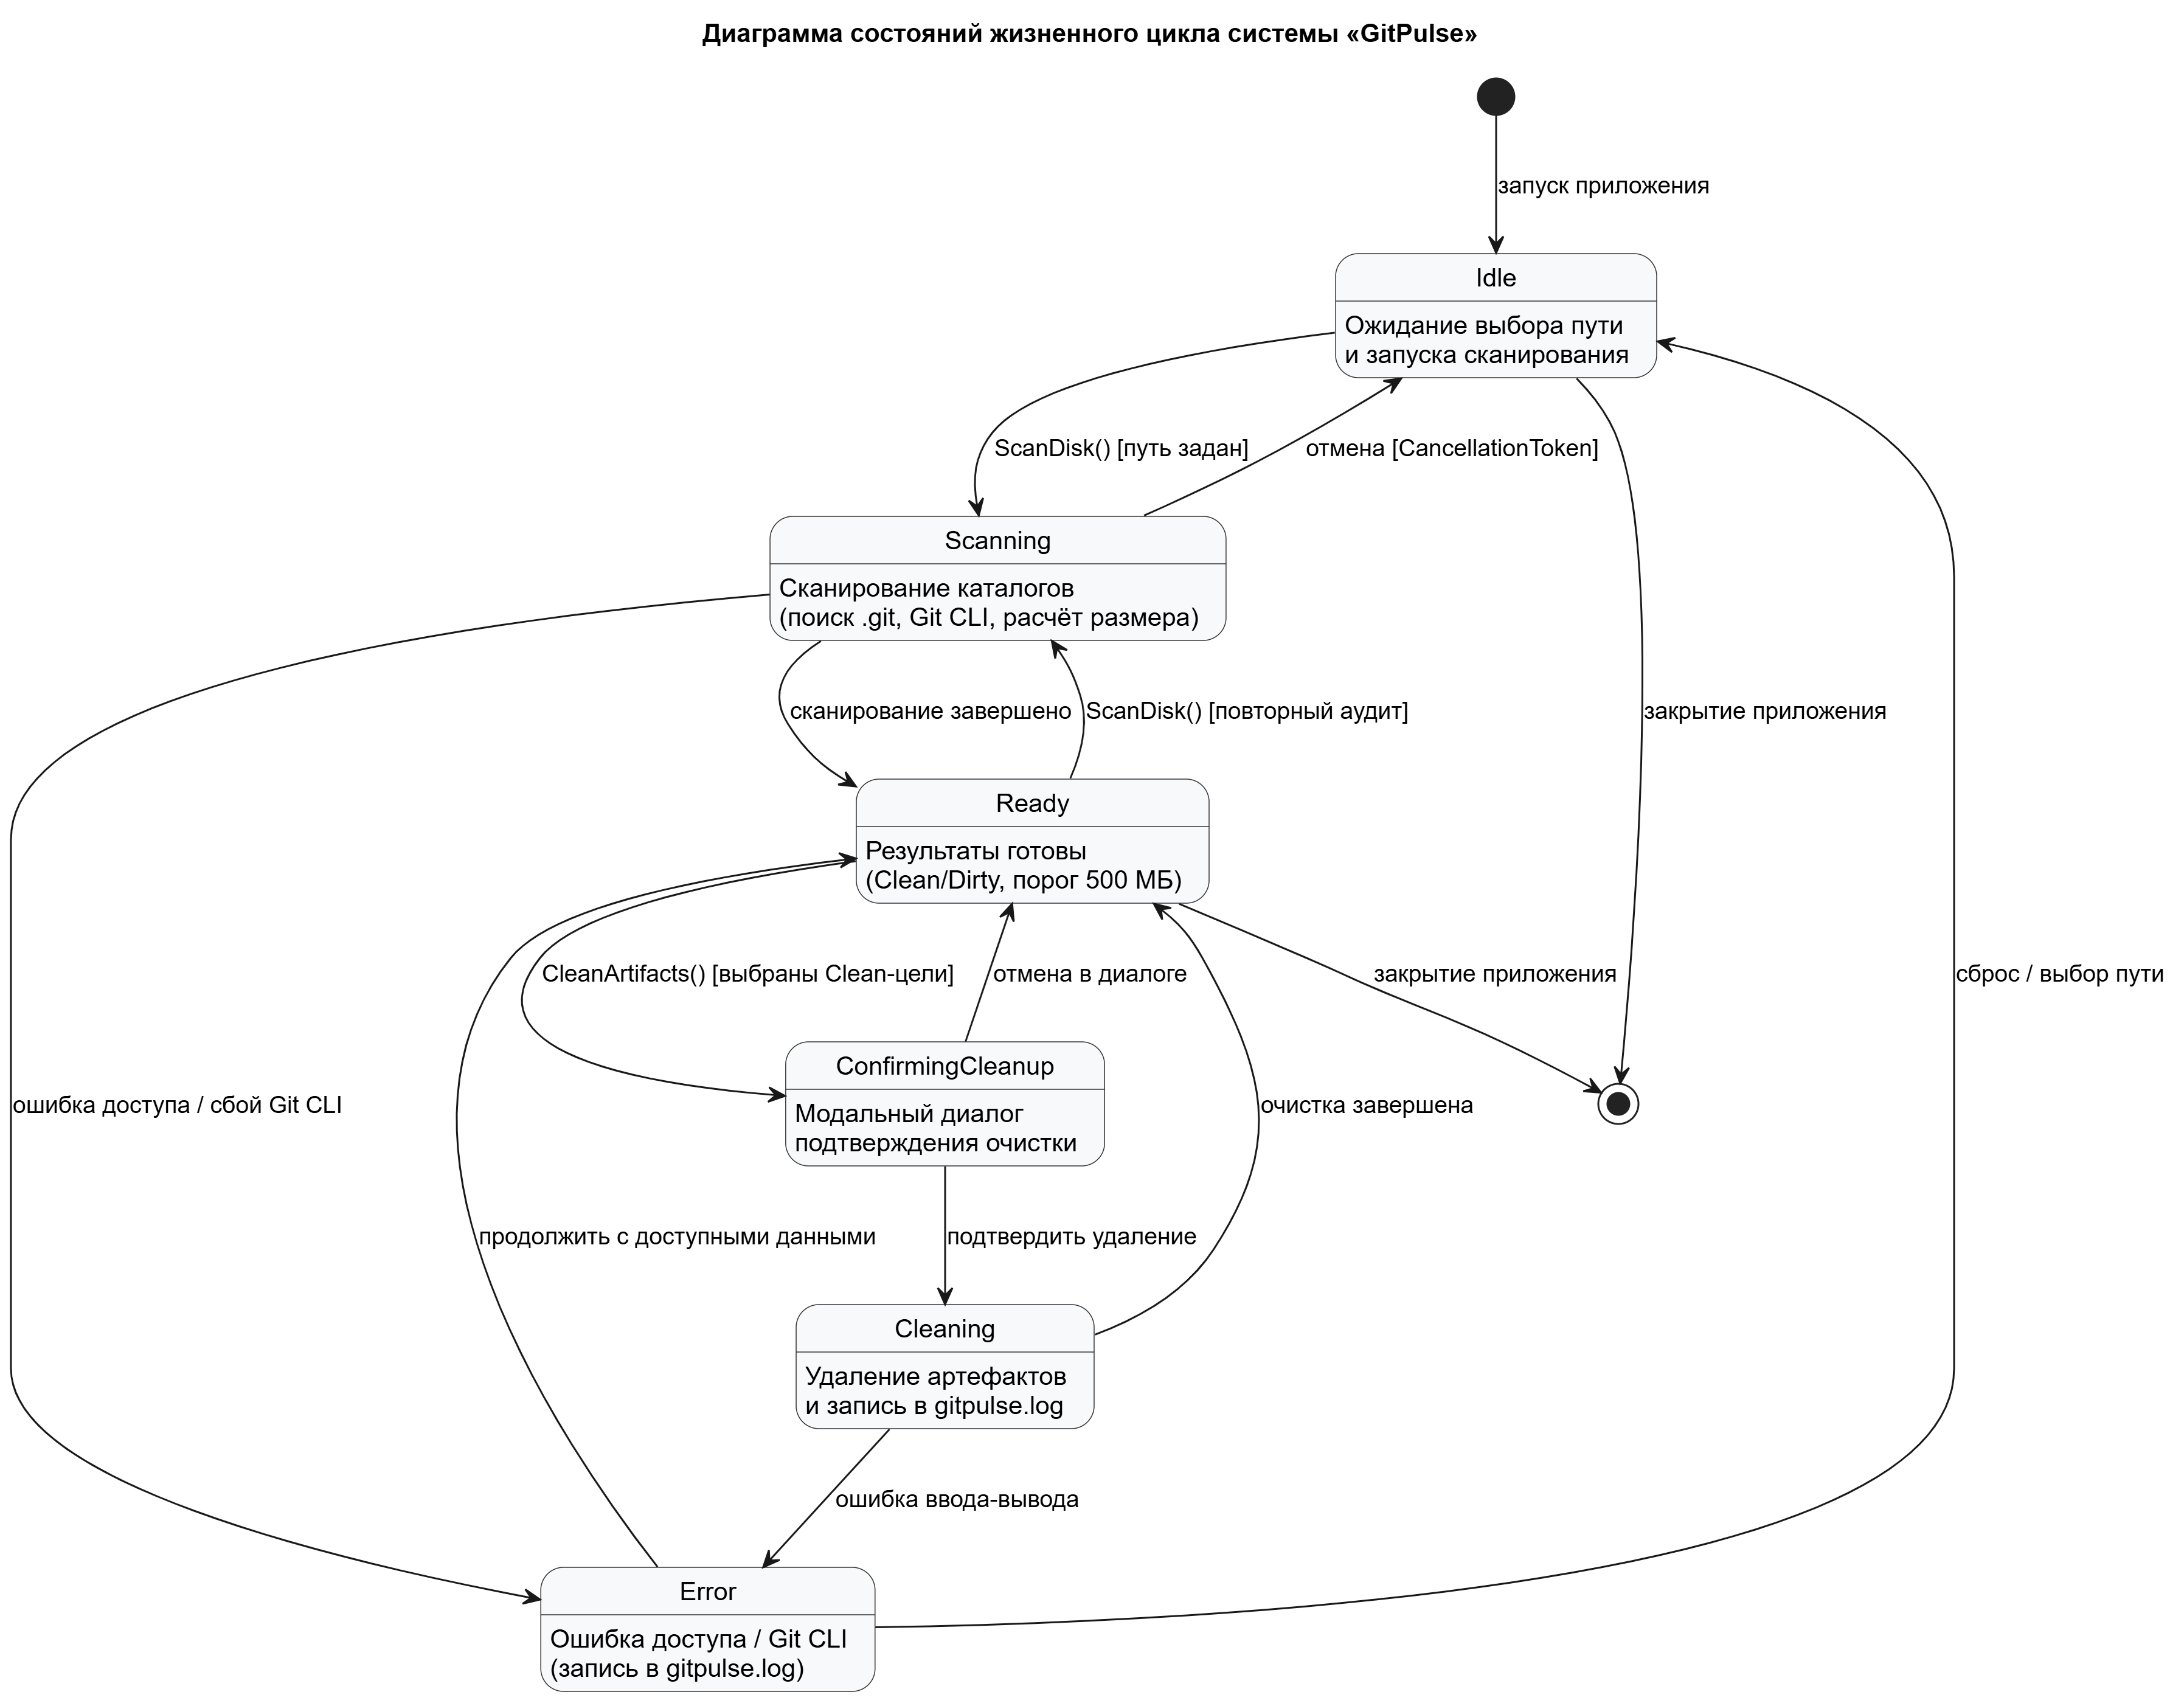 Диаграмма состояний жизненного цикла системы «GitPulse»
запуск приложения
Idle
Ожидание выбора пути
и запуска сканирования
ScanDisk() [путь задан]
отмена [CancellationToken]
Scanning
Сканирование каталогов
(поиск .git, Git CLI, расчёт размера)
сканирование завершено
ScanDisk() [повторный аудит]
закрытие приложения
Ready
Результаты готовы
(Clean/Dirty, порог 500 МБ)
CleanArtifacts() [выбраны Clean-цели]
отмена в диалоге
закрытие приложения
сброс / выбор пути
ConfirmingCleanup
Модальный диалог
подтверждения очистки
ошибка доступа / сбой Git CLI
очистка завершена
продолжить с доступными данными
подтвердить удаление
Cleaning
Удаление артефактов
и запись в gitpulse.log
ошибка ввода-вывода
Error
Ошибка доступа / Git CLI
(запись в gitpulse.log)